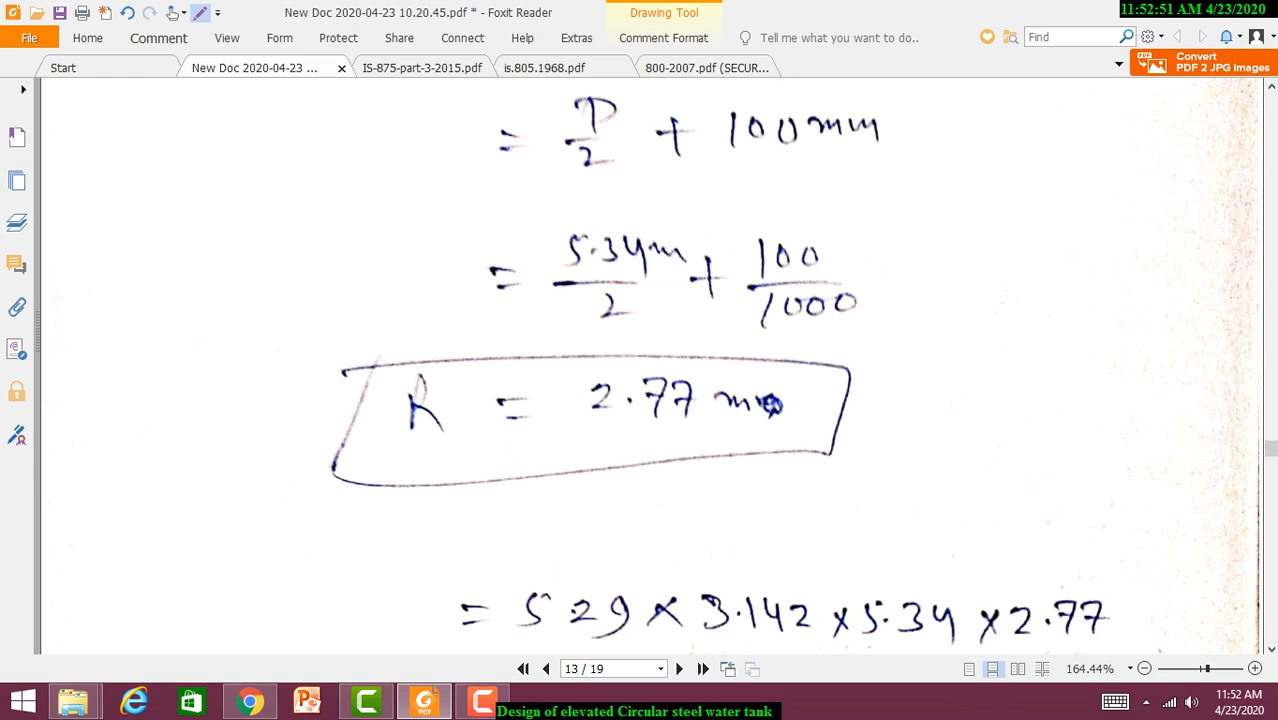 New Doc 2020-04-23 10.20.45.pdf * - Foxit Reader
Drawing Tool
11:52:51 AM 4/23/2020
File Home Comment View Form Protect Share Connect Help Extras Comment Format Tell me what you want to do.. Find
Start New Doc 2020-04-23 ... IS-875-part-3-1875.pdf is.805.1968.pdf 800-2007.pdf (SECUR...
Convert
PDF 2 JPG Images
= D/2 + 100mm
= 5.34m/2 + 100/1000
R = 2.77 m
= 5.29 × 3.142 × 5.34 × 2.77
13 / 19
164.44%
PDF
11:52 AM
4/23/2020
Design of elevated Circular steel water tank